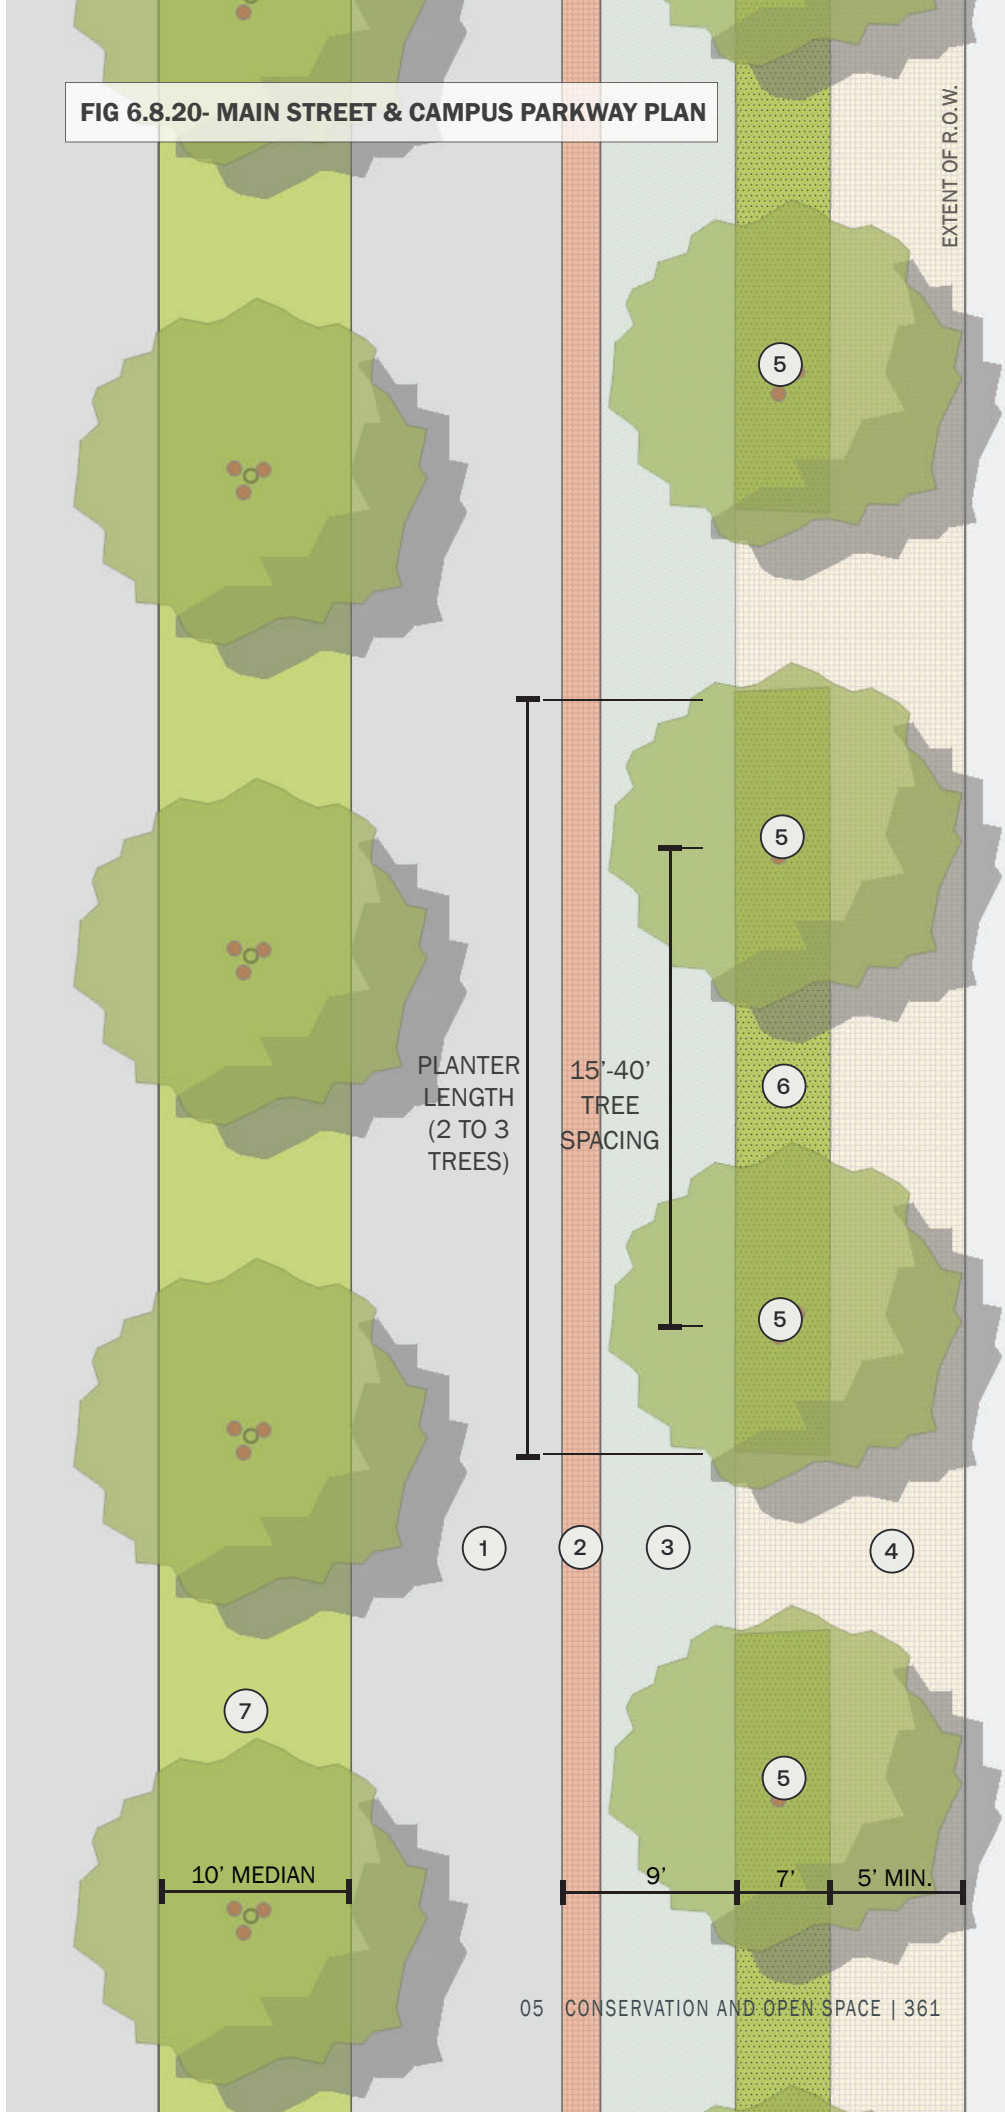 FIG 6.8.20- MAIN STREET & CAMPUS PARKWAY PLAN
EXTENT OF R.O.W.
5
5
PLANTER
LENGTH
(2 TO 3
TREES)
15’-40’
TREE
SPACING
6
5
1
2
3
4
7
5
10’ MEDIAN
9’
7’
5’ MIN.
05 CONSERVATION AND OPEN SPACE | 361